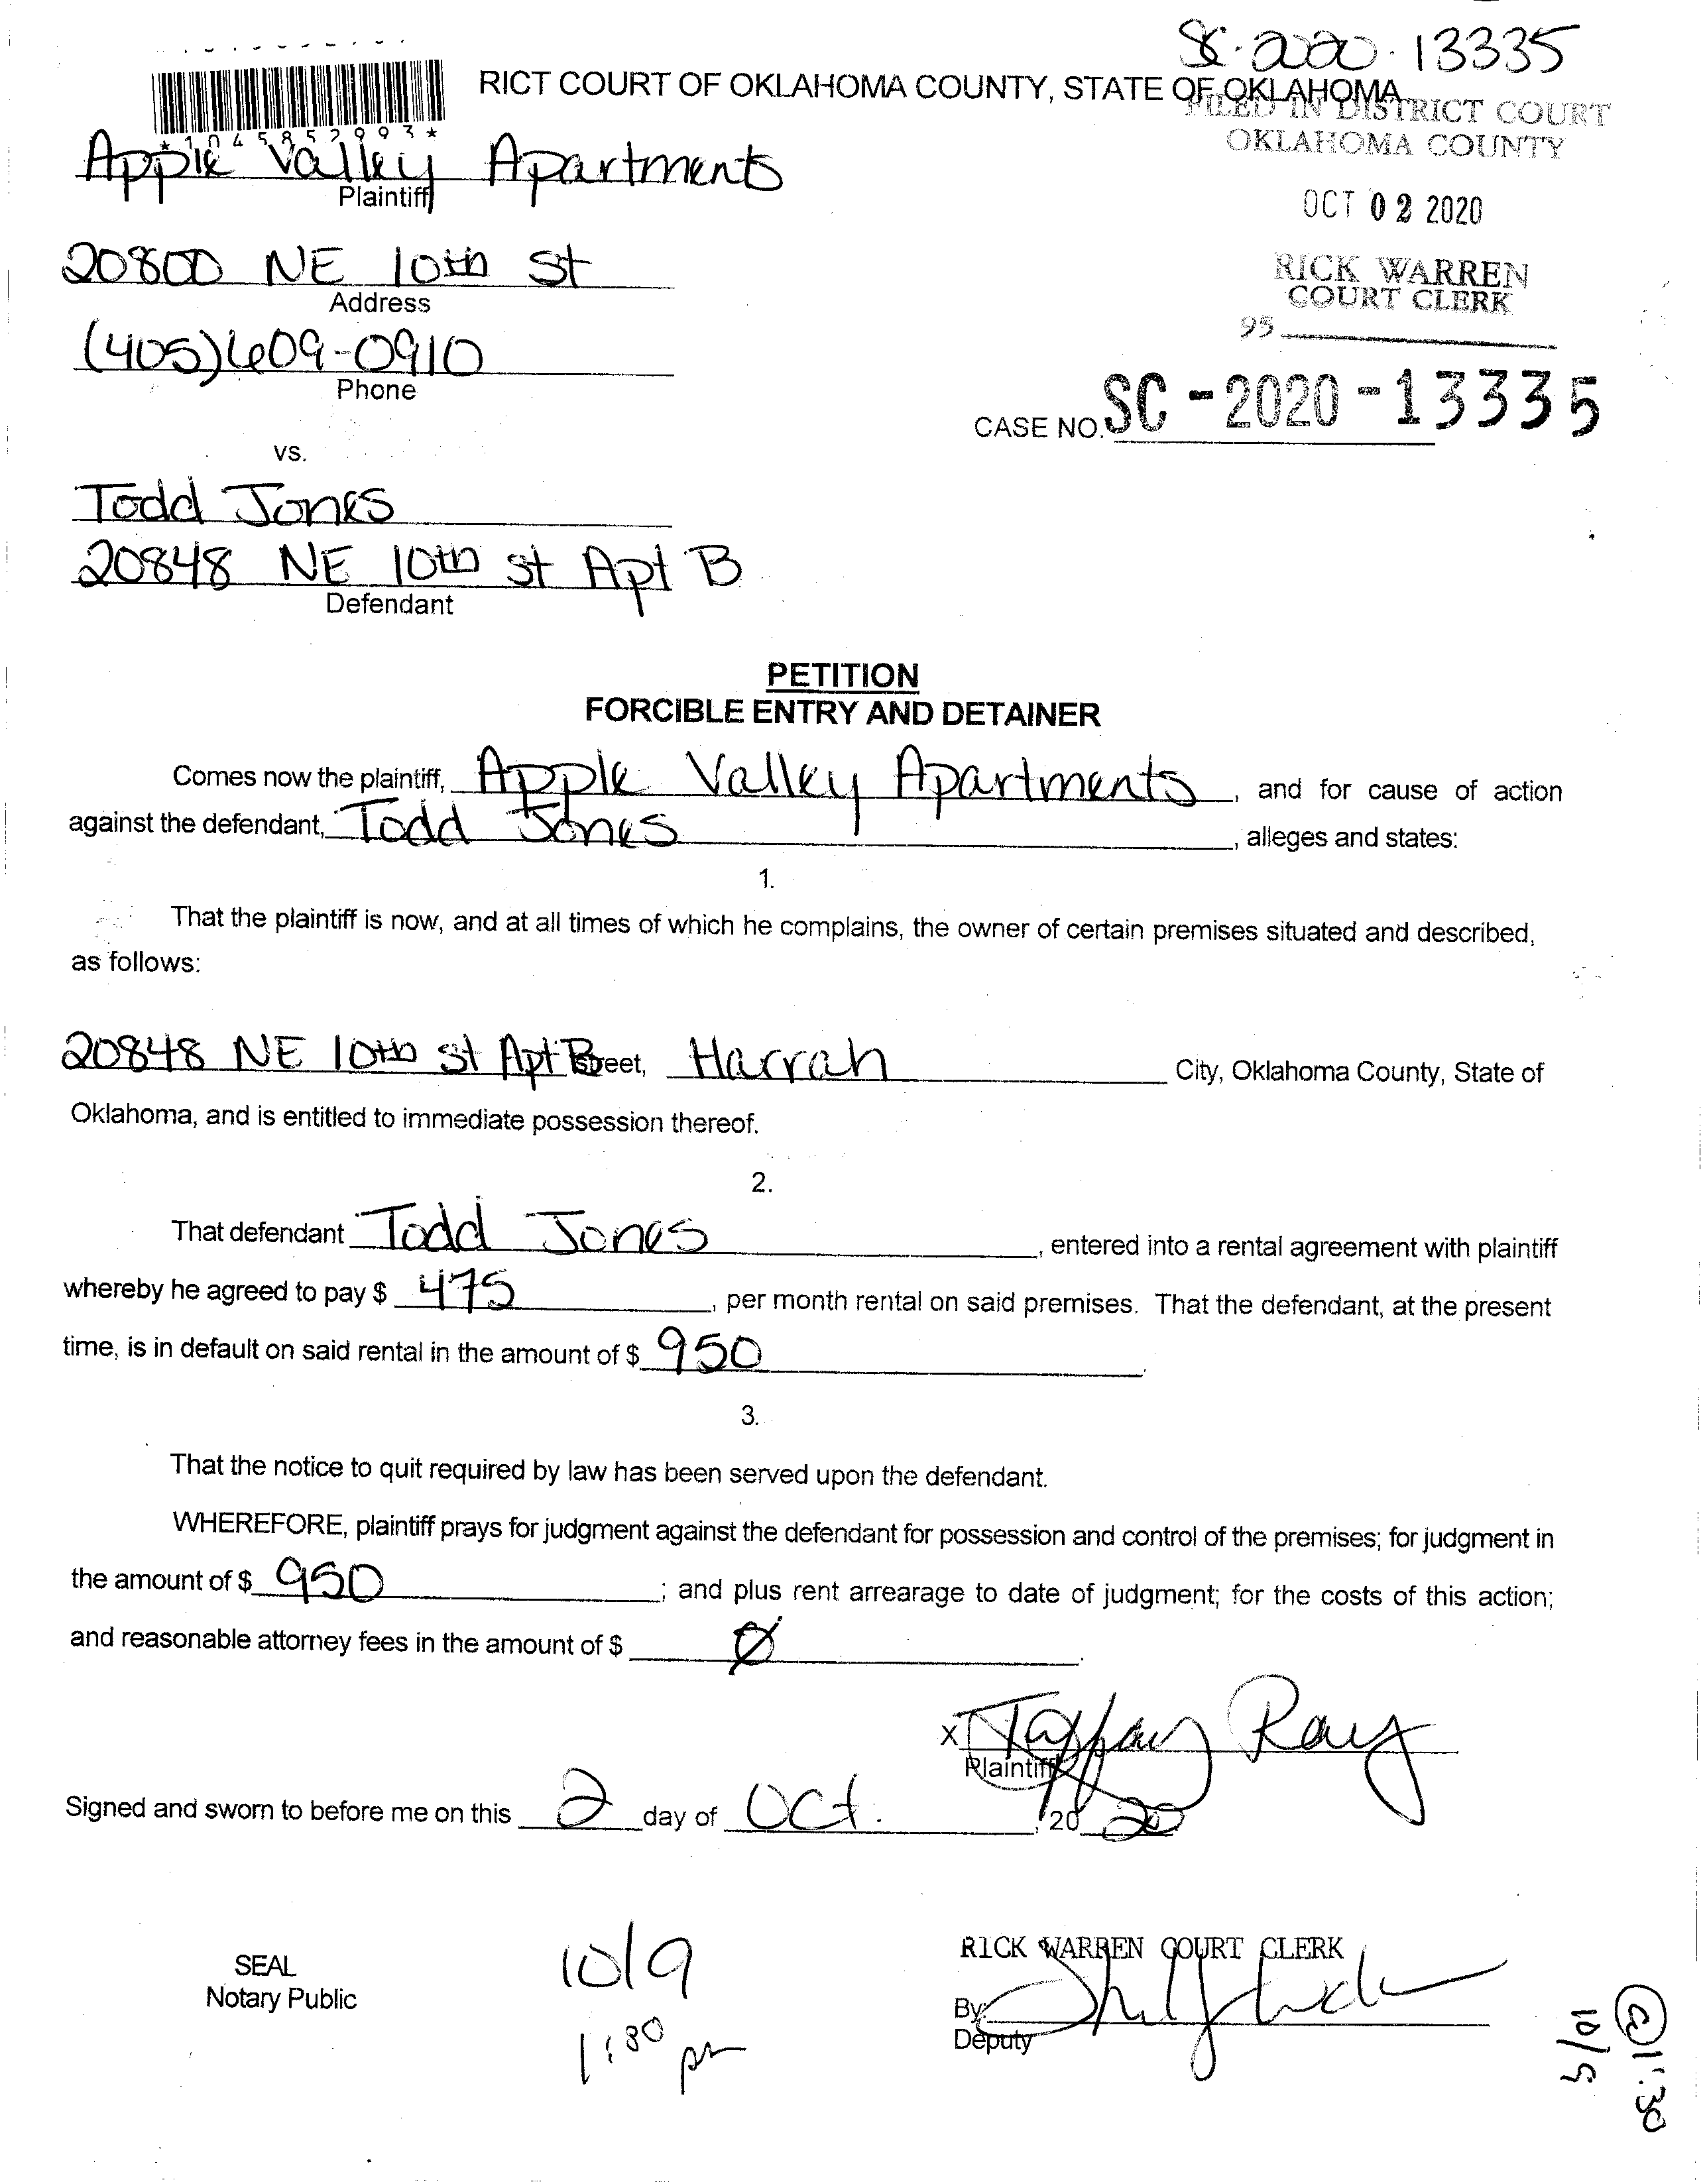 SC-2020-13335
RICT COURT OF OKLAHOMA COUNTY, STATE OF OKLAHOMA
FILED IN DISTRICT COURT
OKLAHOMA COUNTY
* 1 0 4 5 8 5 2 9 9 3 *
Apple Valley Apartments
Plaintiff
OCT 02 2020
20800 NE 10th St
Address
RICK WARREN
COURT CLERK
95
(405)609-0910
Phone
CASE NO. SC-2020-13335
vs.
Todd Jones
20848 NE 10th St Apt B
Defendant
PETITION
FORCIBLE ENTRY AND DETAINER
Comes now the plaintiff, Apple Valley Apartments, and for cause of action
against the defendant, Todd Jones, alleges and states:
1.
That the plaintiff is now, and at all times of which he complains, the owner of certain premises situated and described,
as follows:
20848 NE 10th St Apt B Street, Harrah City, Oklahoma County, State of
Oklahoma, and is entitled to immediate possession thereof.
2.
That defendant Todd Jones, entered into a rental agreement with plaintiff
whereby he agreed to pay $ 475, per month rental on said premises. That the defendant, at the present
time, is in default on said rental in the amount of $ 950.
3.
That the notice to quit required by law has been served upon the defendant.
WHEREFORE, plaintiff prays for judgment against the defendant for possession and control of the premises; for judgment in
the amount of $ 950; and plus rent arrearage to date of judgment; for the costs of this action;
and reasonable attorney fees in the amount of $ Ø.
X Taffany Ray
Plaintiff
Signed and sworn to before me on this 2 day of Oct., 20 20
SEAL
Notary Public
10/9
1:30 pm
RICK WARREN COURT CLERK
By:
Deputy
10/9
@1:30